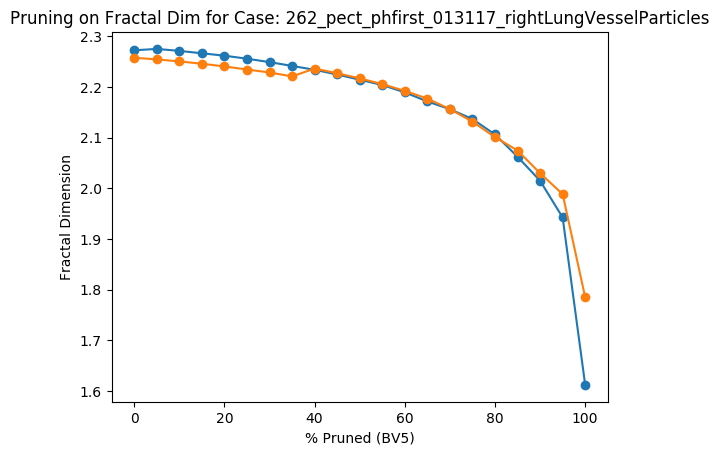 Pruning on Fractal Dim for Case: 262_pect_phfirst_013117_rightLungVesselParticles
2.3
2.2
2.1
2.0
1.9
1.8
1.7
1.6
Fractal Dimension
0 20 40 60 80 100
% Pruned (BV5)